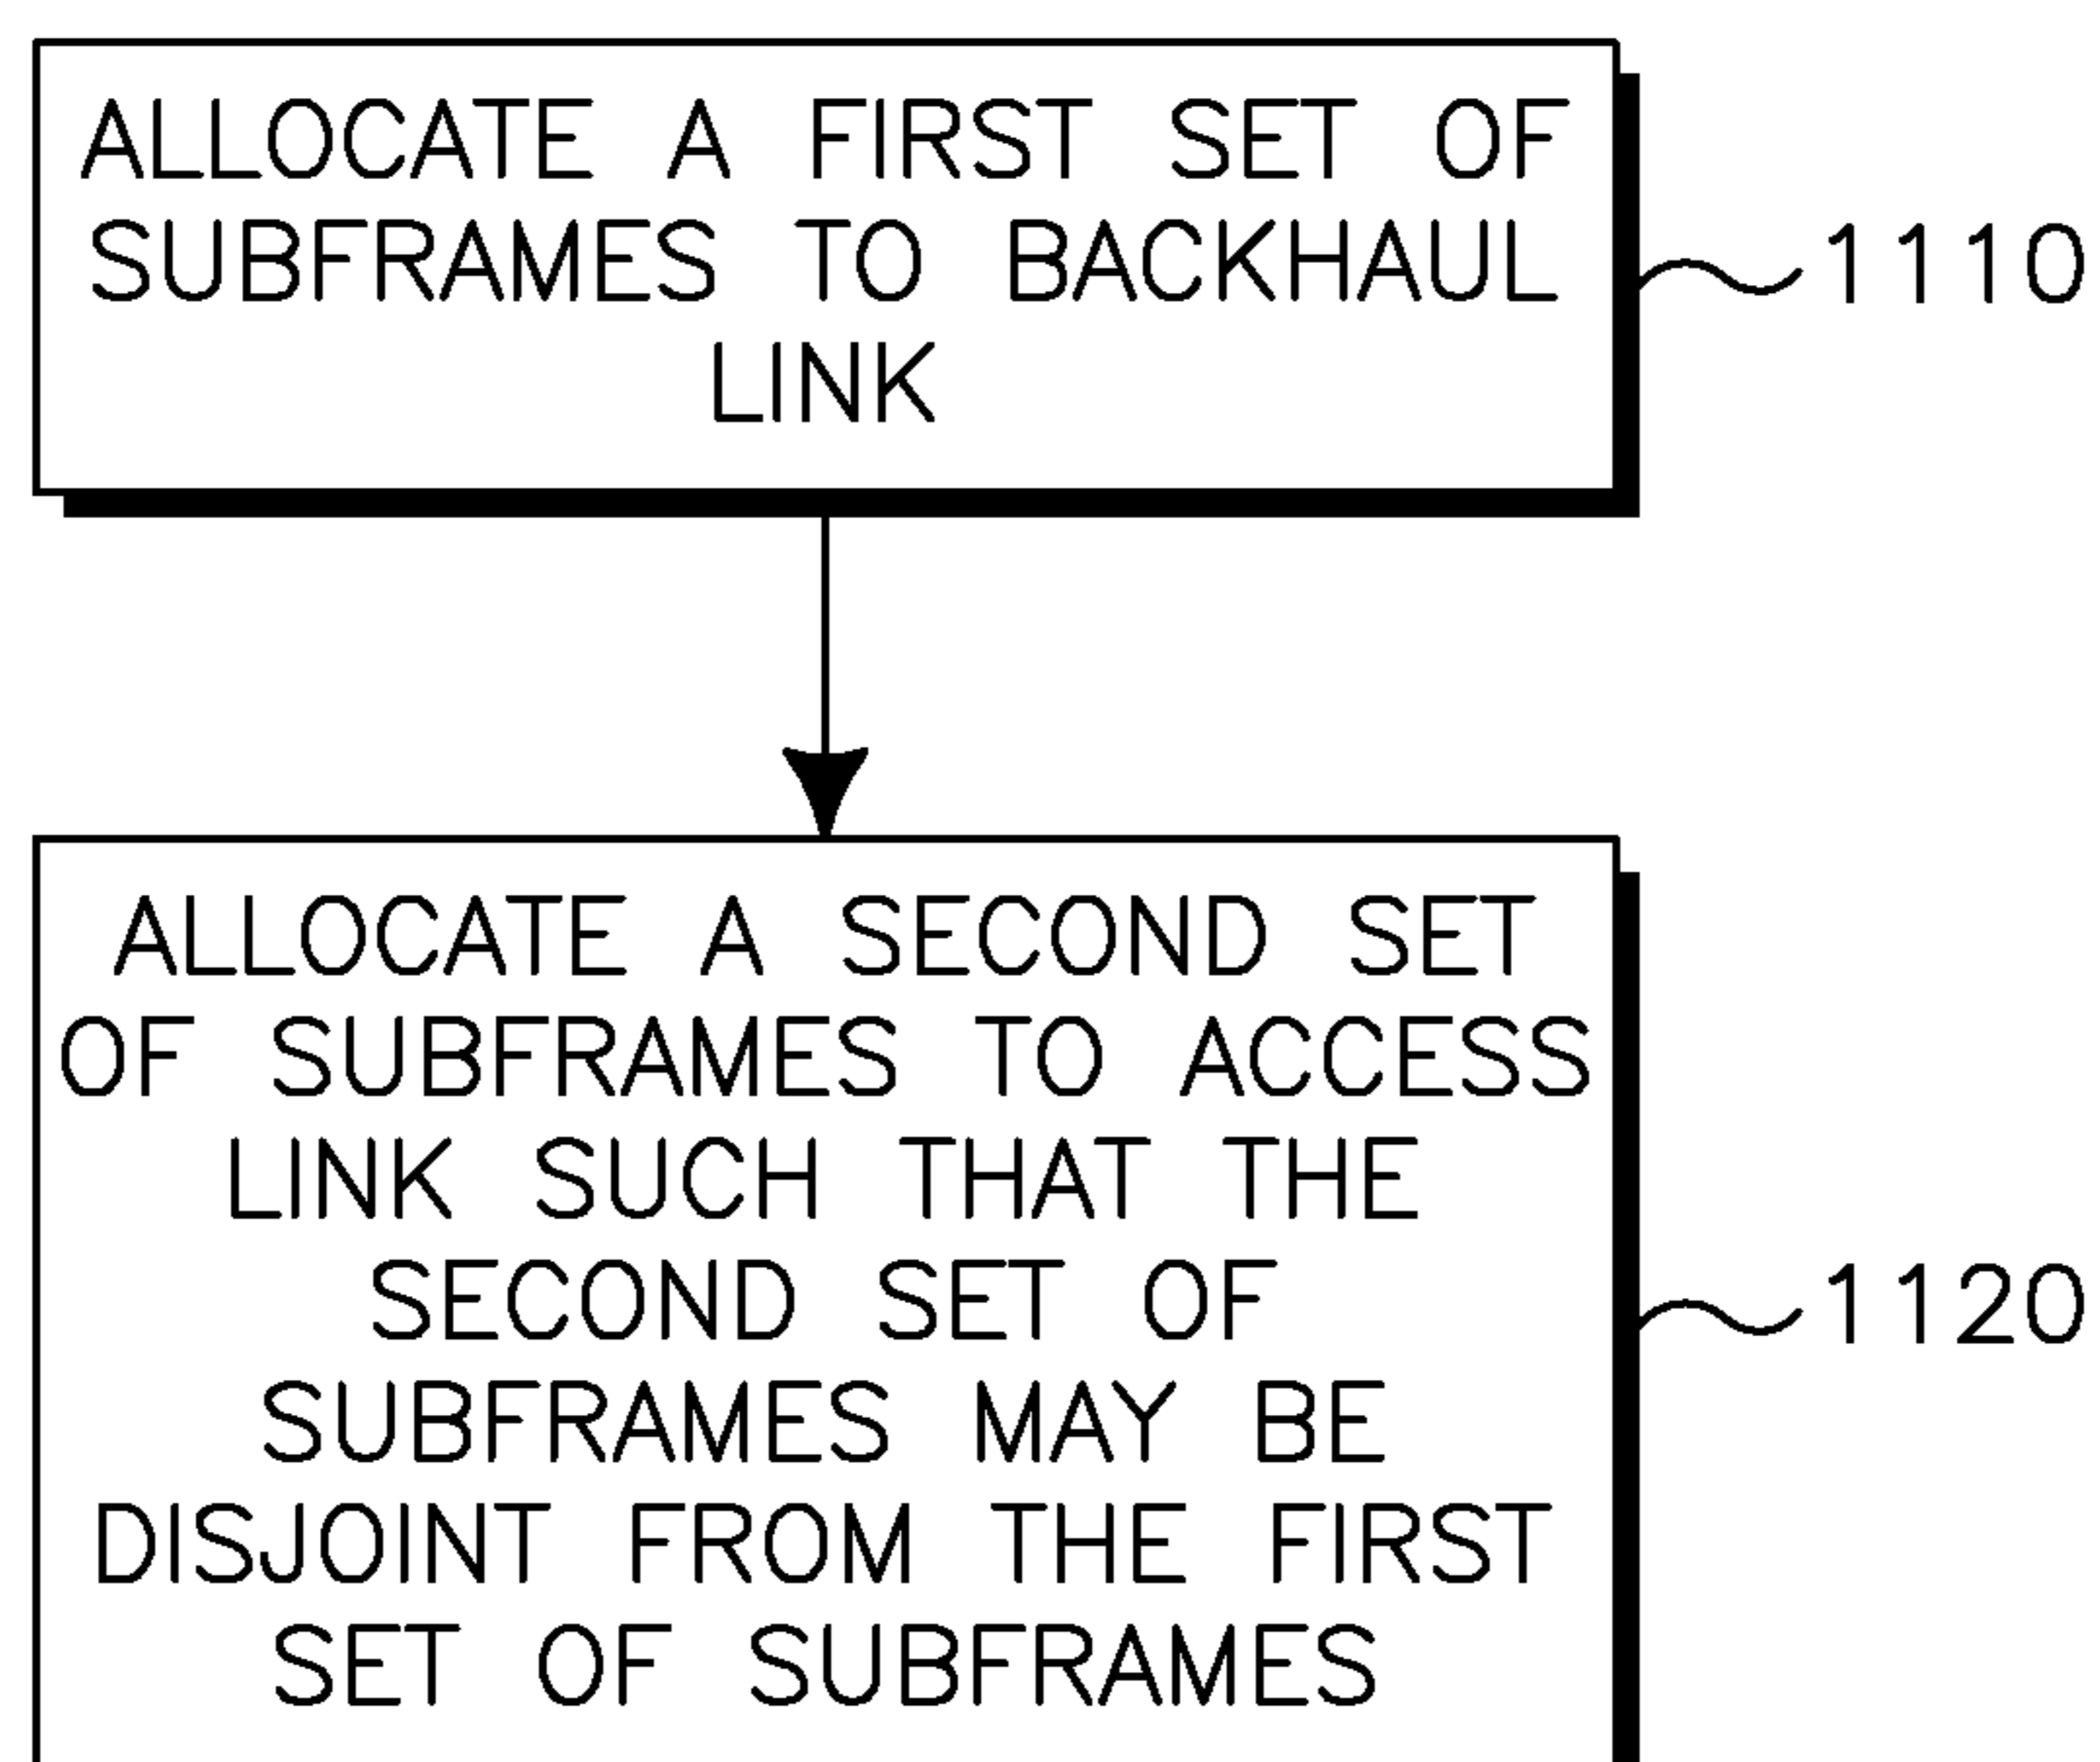 ALLOCATE A FIRST SET OF
SUBFRAMES TO BACKHAUL
LINK
1110
ALLOCATE A SECOND SET
OF SUBFRAMES TO ACCESS
LINK SUCH THAT THE
SECOND SET OF
SUBFRAMES MAY BE
DISJOINT FROM THE FIRST
SET OF SUBFRAMES
1120